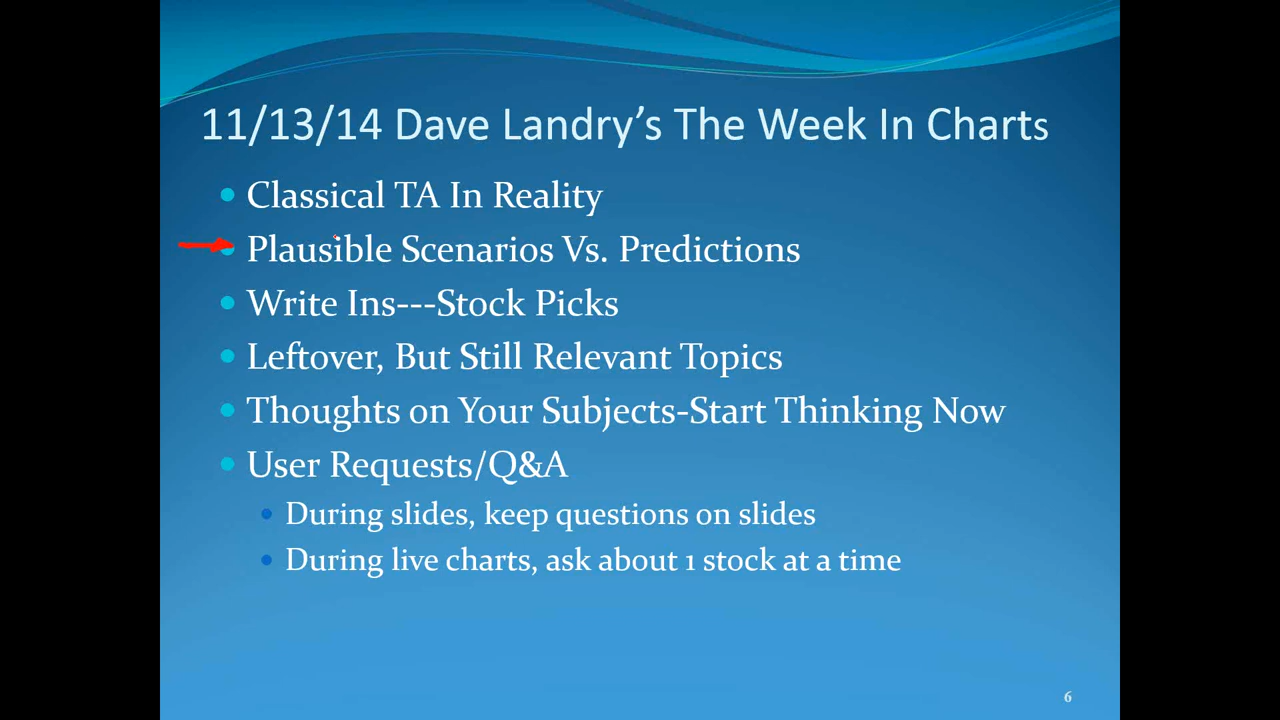 11/13/14 Dave Landry’s The Week In Charts
Classical TA In Reality
Plausible Scenarios Vs. Predictions
Write Ins---Stock Picks
Leftover, But Still Relevant Topics
Thoughts on Your Subjects-Start Thinking Now
User Requests/Q&A
During slides, keep questions on slides
During live charts, ask about 1 stock at a time
6